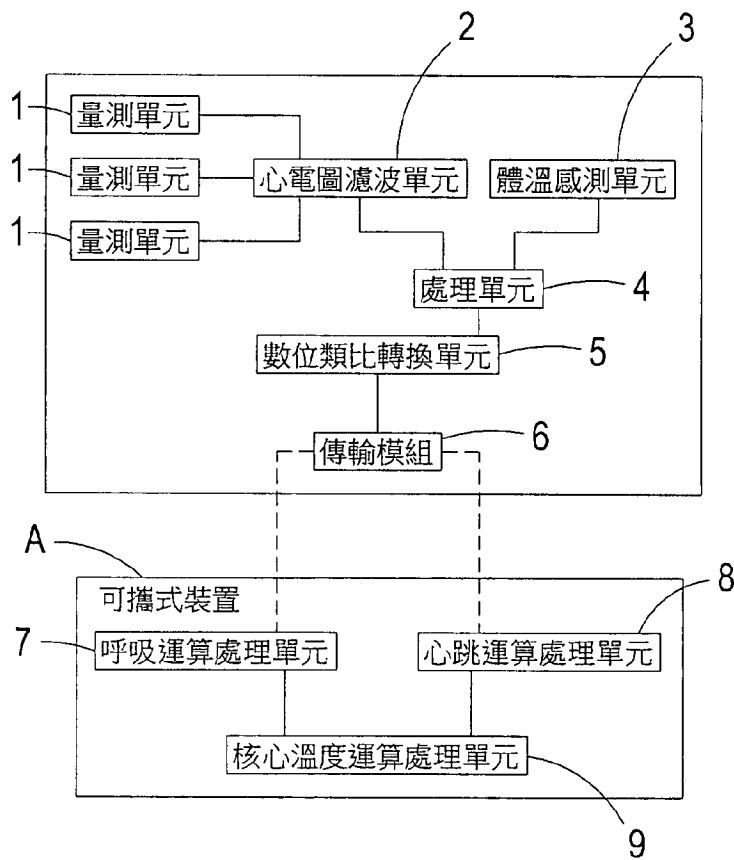 2
3
1 量測單元
1 量測單元
心電圖濾波單元
體溫感測單元
1 量測單元
處理單元
4
數位類比轉換單元
5
傳輸模組
6
A
可攜式裝置
8
7
呼吸運算處理單元
心跳運算處理單元
核心溫度運算處理單元
9